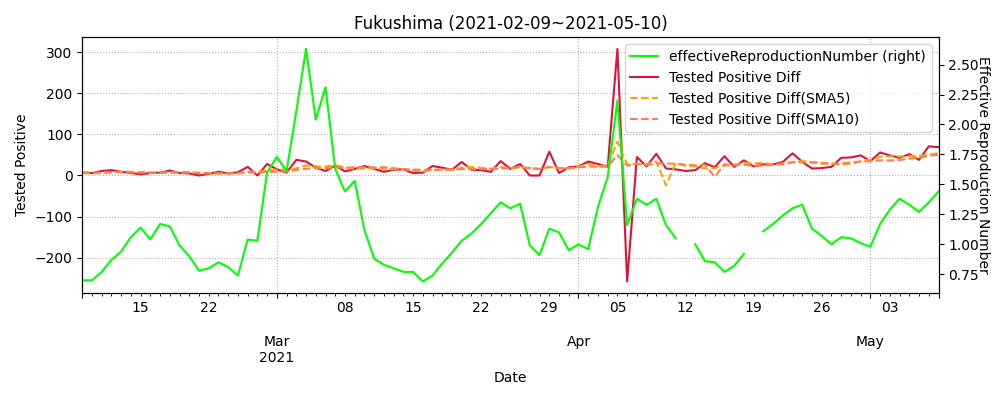 Fukushima (2021-02-09~2021-05-10)
effectiveReproductionNumber (right)
Tested Positive Diff
Tested Positive Diff(SMA5)
Tested Positive Diff(SMA10)
Tested Positive
300
200
100
0
−100
−200
2.50
2.25
2.00
1.75
1.50
1.25
1.00
0.75
Effective Reproduction Number
15 22 08 15 22 29 05 12 19 26 03
Mar Apr May
2021
Date